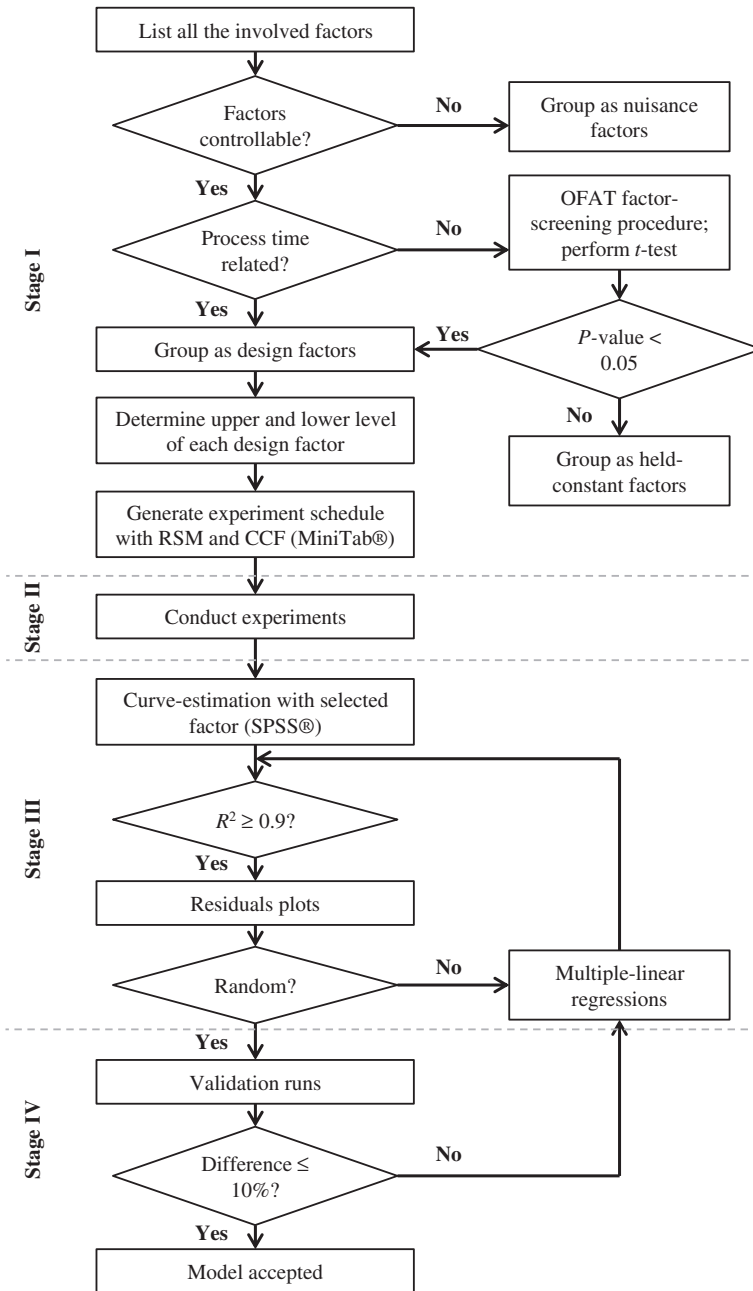 List all the involved factors
Factors
controllable?
No
Group as nuisance
factors
Yes
Stage I
Process time
related?
No
OFAT factor-
screening procedure;
perform t-test
Yes
Group as design factors
Yes
P-value <
0.05
Determine upper and lower level
of each design factor
No
Group as held-
constant factors
Generate experiment schedule
with RSM and CCF (MiniTab®)
Stage II
Conduct experiments
Stage III
Curve-estimation with selected
factor (SPSS®)
R² ≥ 0.9?
Yes
Residuals plots
Random?
No
Multiple-linear
regressions
Yes
Stage IV
Validation runs
Difference ≤
10%?
No
Yes
Model accepted